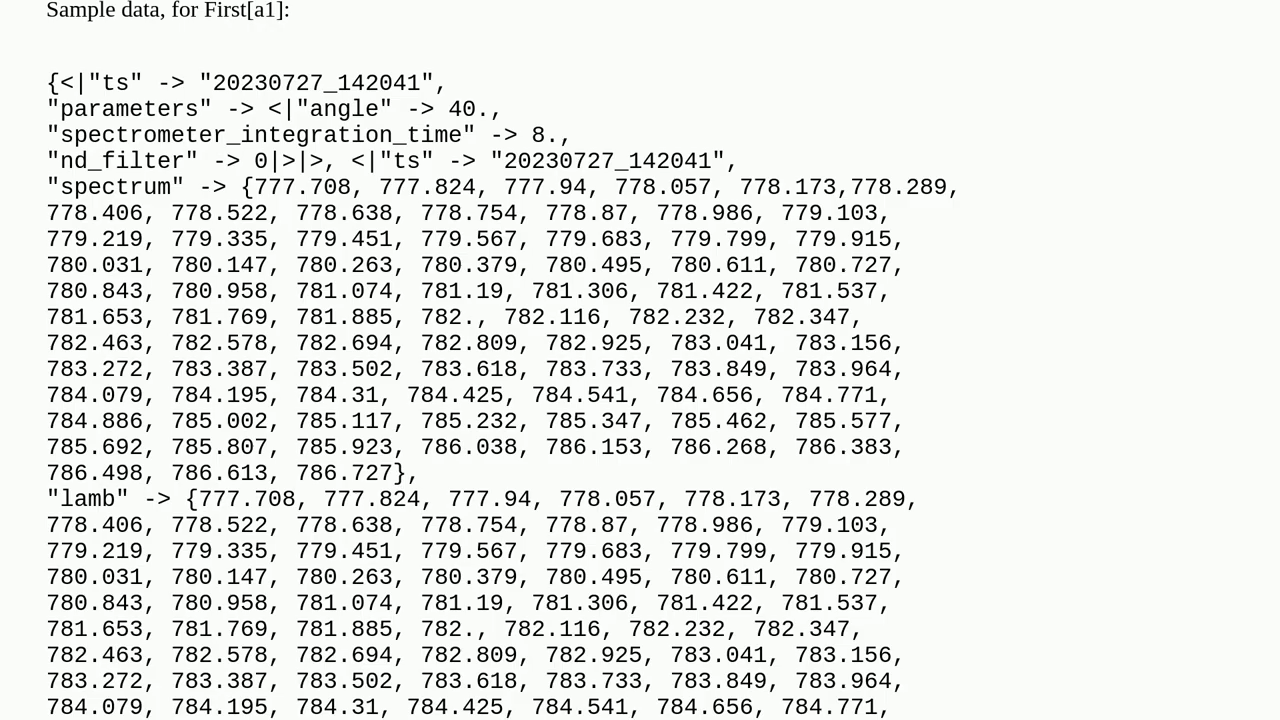 Sample data, for First[a1]:
{<|"ts" -> "20230727_142041",
"parameters" -> <|"angle" -> 40.,
"spectrometer_integration_time" -> 8.,
"nd_filter" -> 0|>|>, <|"ts" -> "20230727_142041",
"spectrum" -> {777.708, 777.824, 777.94, 778.057, 778.173,778.289,
778.406, 778.522, 778.638, 778.754, 778.87, 778.986, 779.103,
779.219, 779.335, 779.451, 779.567, 779.683, 779.799, 779.915,
780.031, 780.147, 780.263, 780.379, 780.495, 780.611, 780.727,
780.843, 780.958, 781.074, 781.19, 781.306, 781.422, 781.537,
781.653, 781.769, 781.885, 782., 782.116, 782.232, 782.347,
782.463, 782.578, 782.694, 782.809, 782.925, 783.041, 783.156,
783.272, 783.387, 783.502, 783.618, 783.733, 783.849, 783.964,
784.079, 784.195, 784.31, 784.425, 784.541, 784.656, 784.771,
784.886, 785.002, 785.117, 785.232, 785.347, 785.462, 785.577,
785.692, 785.807, 785.923, 786.038, 786.153, 786.268, 786.383,
786.498, 786.613, 786.727},
"lamb" -> {777.708, 777.824, 777.94, 778.057, 778.173, 778.289,
778.406, 778.522, 778.638, 778.754, 778.87, 778.986, 779.103,
779.219, 779.335, 779.451, 779.567, 779.683, 779.799, 779.915,
780.031, 780.147, 780.263, 780.379, 780.495, 780.611, 780.727,
780.843, 780.958, 781.074, 781.19, 781.306, 781.422, 781.537,
781.653, 781.769, 781.885, 782., 782.116, 782.232, 782.347,
782.463, 782.578, 782.694, 782.809, 782.925, 783.041, 783.156,
783.272, 783.387, 783.502, 783.618, 783.733, 783.849, 783.964,
784.079, 784.195, 784.31, 784.425, 784.541, 784.656, 784.771,